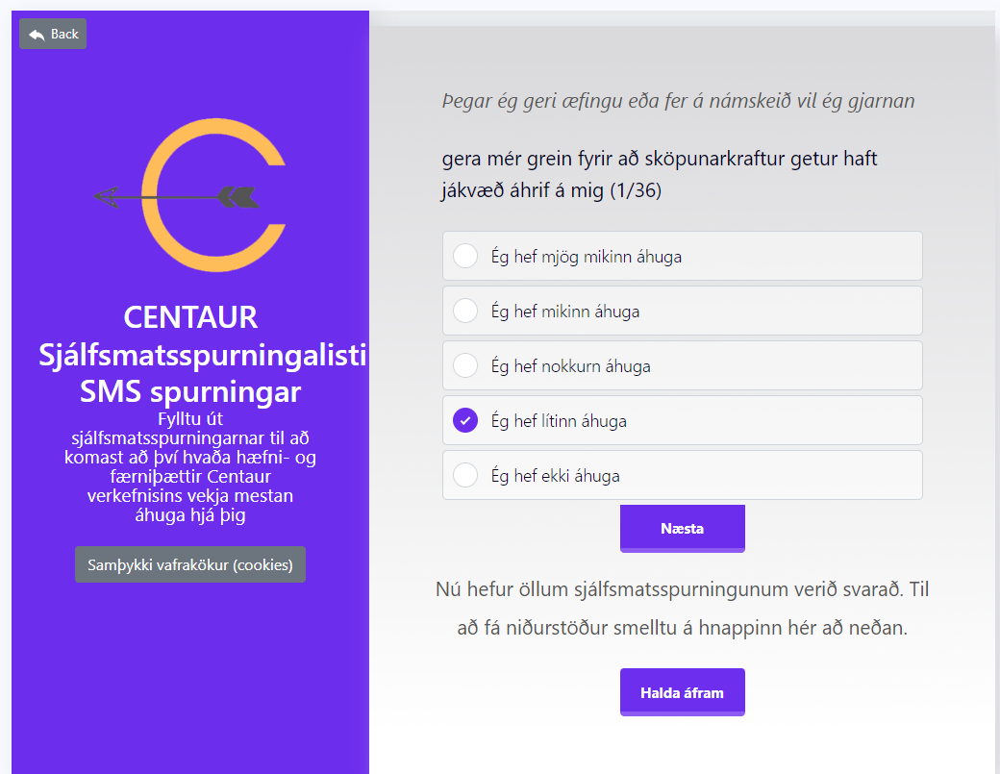 Back
CENTAUR
Sjálfsmatsspurningalisti
SMS spurningar
Fylltu út
sjálfsmatsspurningarnar til að
komast að því hvaða hæfni- og
færniþættir Centaur
verkefnisins vekja mestan
áhuga hjá þig
Samþykki vafrakökur (cookies)
Þegar ég geri æfingu eða fer á námskeið vil ég gjarnan
gera mér grein fyrir að sköpunarkraftur getur haft
jákvæð áhrif á mig (1/36)
Ég hef mjög mikinn áhuga
Ég hef mikinn áhuga
Ég hef nokkurn áhuga
Ég hef lítinn áhuga
Ég hef ekki áhuga
Næsta
Nú hefur öllum sjálfsmatsspurningunum verið svarað. Til
að fá niðurstöður smelltu á hnappinn hér að neðan.
Halda áfram